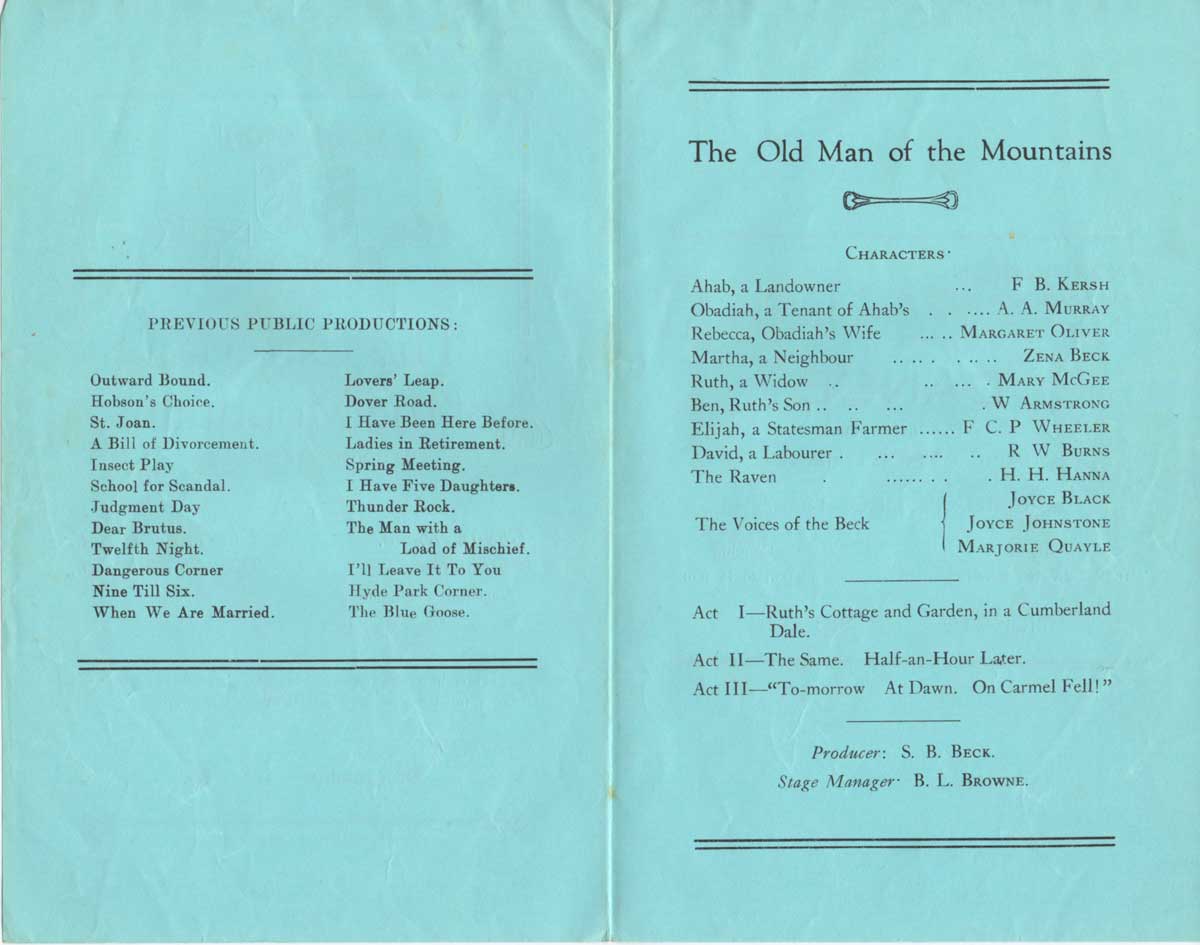 PREVIOUS PUBLIC PRODUCTIONS:
Outward Bound.
Hobson's Choice.
St. Joan.
A Bill of Divorcement.
Insect Play
School for Scandal.
Judgment Day
Dear Brutus.
Twelfth Night.
Dangerous Corner
Nine Till Six.
When We Are Married.
Lovers' Leap.
Dover Road.
I Have Been Here Before.
Ladies in Retirement.
Spring Meeting.
I Have Five Daughters.
Thunder Rock.
The Man with a
Load of Mischief.
I'll Leave It To You
Hyde Park Corner.
The Blue Goose.
The Old Man of the Mountains
CHARACTERS·
Ahab, a Landowner ... F B. KERSH
Obadiah, a Tenant of Ahab's . . .... A. A. MURRAY
Rebecca, Obadiah's Wife ... .. MARGARET OLIVER
Martha, a Neighbour .. .. . . .. .. ZENA BECK
Ruth, a Widow .. .. ... . MARY MCGEE
Ben, Ruth's Son .. .. ... . W ARMSTRONG
Elijah, a Statesman Farmer ...... F C. P WHEELER
David, a Labourer . ... .... .. R W BURNS
The Raven . ...... . . . H. H. HANNA
The Voices of the Beck { JOYCE BLACK
JOYCE JOHNSTONE
MARJORIE QUAYLE
Act I—Ruth's Cottage and Garden, in a Cumberland
Dale.
Act II—The Same. Half-an-Hour Later.
Act III—"To-morrow At Dawn. On Carmel Fell!"
Producer: S. B. BECK.
Stage Manager· B. L. BROWNE.